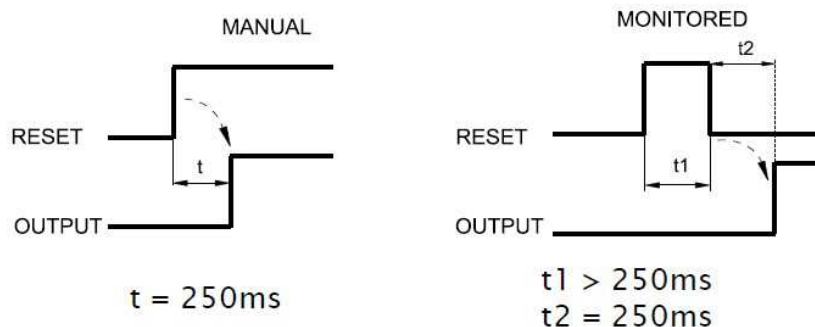 MANUAL
RESET
t
OUTPUT
t = 250ms
MONITORED
t2
RESET
t1
OUTPUT
t1 > 250ms
t2 = 250ms